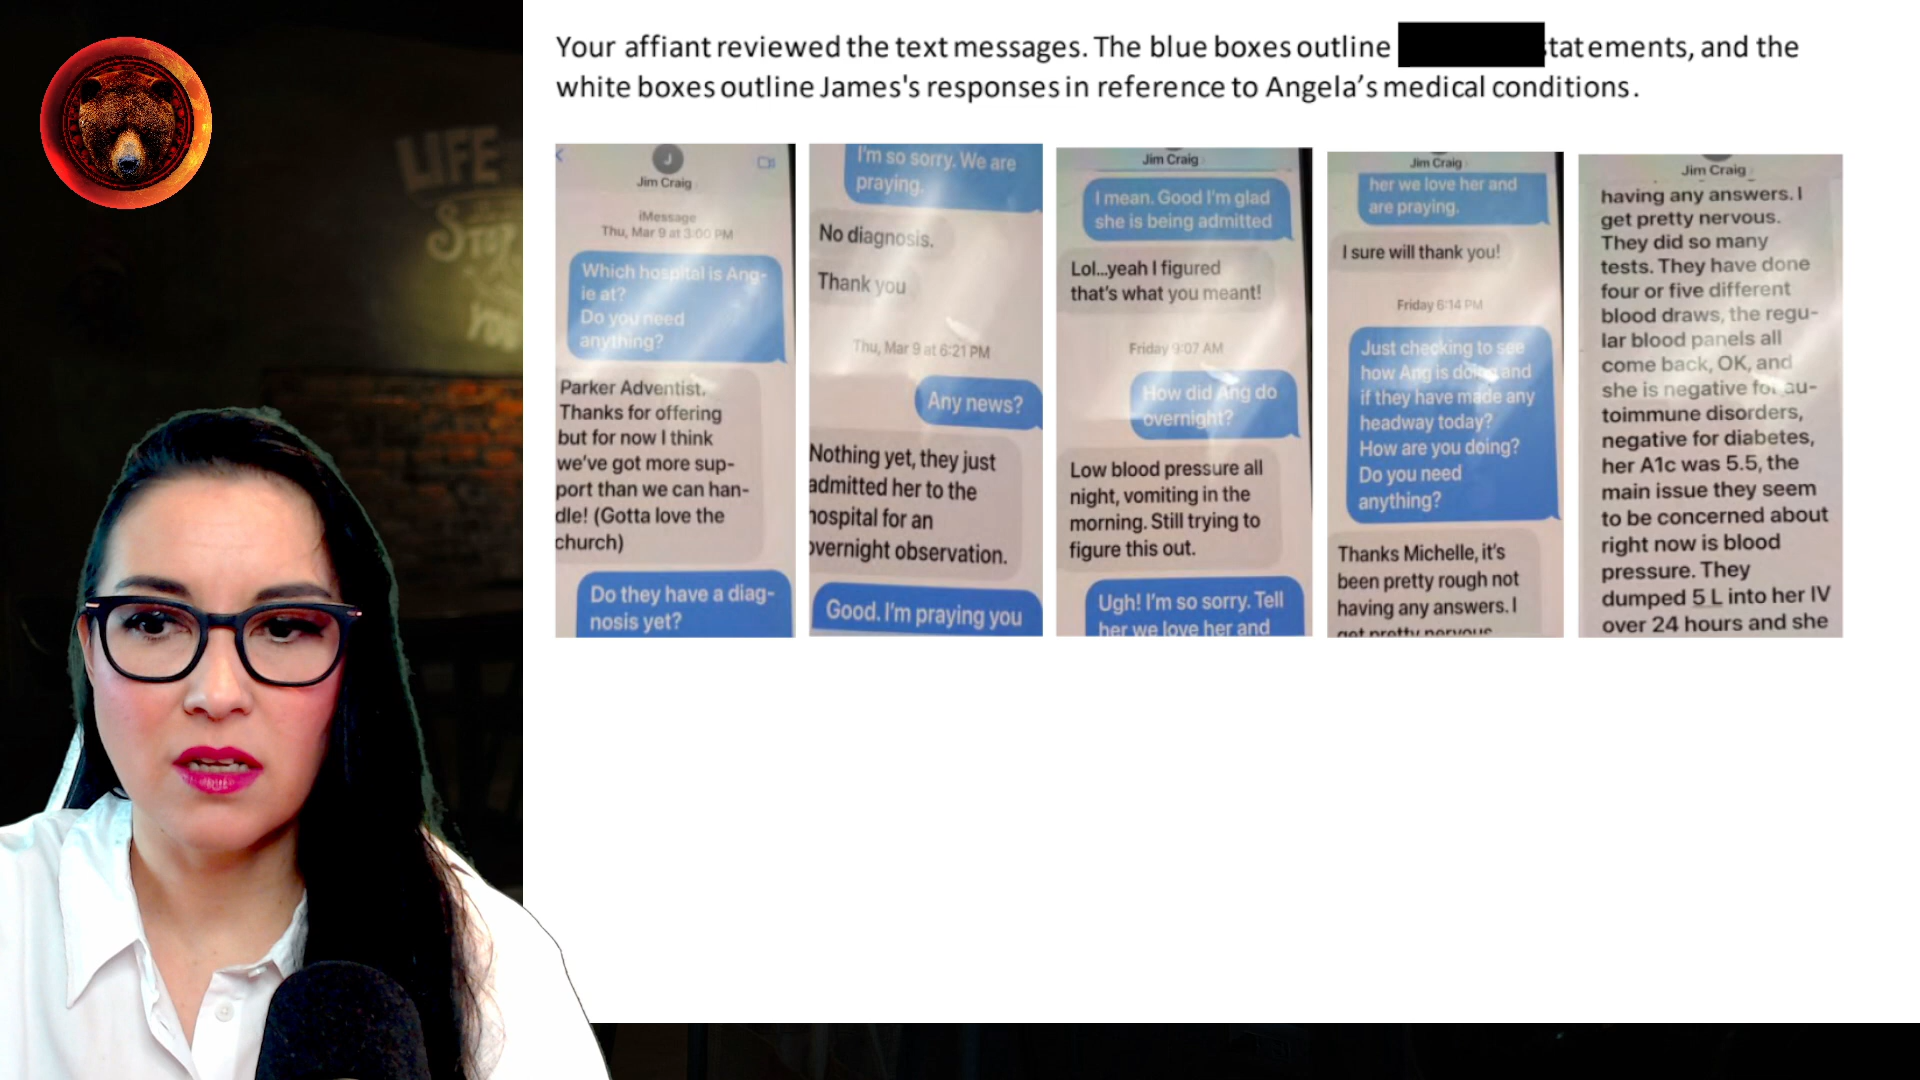 LIFE
Your affiant reviewed the text messages. The blue boxes outline
tatements, and the
white boxes outline James's responses in reference to Angela's medical conditions.
J
Jim Craig
iMessage
Thu, Mar 9 at 3:00 PM
Which hospital is Ang-
ie at?
Do you need
anything?
Parker Adventist.
Thanks for offering
but for now I think
we've got more sup-
port than we can han-
dle! (Gotta love the
church)
Do they have a diag-
nosis yet?
I'm so sorry. We are
praying.
No diagnosis.
Thank you
Thu, Mar 9 at 6:21 PM
Any news?
Nothing yet, they just
admitted her to the
hospital for an
overnight observation.
Good. I'm praying you
Jim Craig
I mean. Good I'm glad
she is being admitted
Lol...yeah I figured
that's what you meant!
Friday 9:07 AM
How did Ang do
overnight?
Low blood pressure all
night, vomiting in the
morning. Still trying to
figure this out.
Ugh! I'm so sorry. Tell
her we love her and
Jim Craig
her we love her and
are praying.
I sure will thank you!
Friday 6:14 PM
Just checking to see
how Ang is doing and
if they have made any
headway today?
How are you doing?
Do you need
anything?
Thanks Michelle, it's
been pretty rough not
having any answers. I
get pretty nervous
Jim Craig
having any answers. I
get pretty nervous.
They did so many
tests. They have done
four or five different
blood draws, the regu-
lar blood panels all
come back, OK, and
she is negative for au-
toimmune disorders,
negative for diabetes,
her A1c was 5.5, the
main issue they seem
to be concerned about
right now is blood
pressure. They
dumped 5 L into her IV
over 24 hours and she